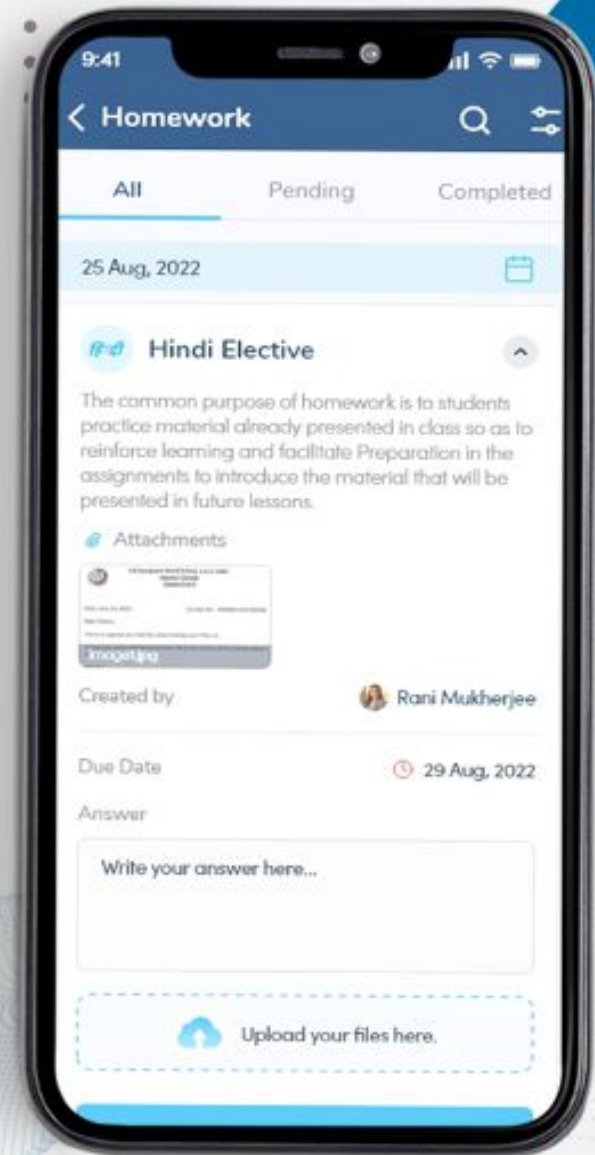 9:41
Homework
All Pending Completed
25 Aug, 2022
हिन्दी Hindi Elective
The common purpose of homework is to students
practice material already presented in class so as to
reinforce learning and facilitate Preparation in the
assignments to introduce the material that will be
presented in future lessons.
Attachments
Created by Rani Mukherjee
Due Date 29 Aug, 2022
Answer
Write your answer here...
Upload your files here.